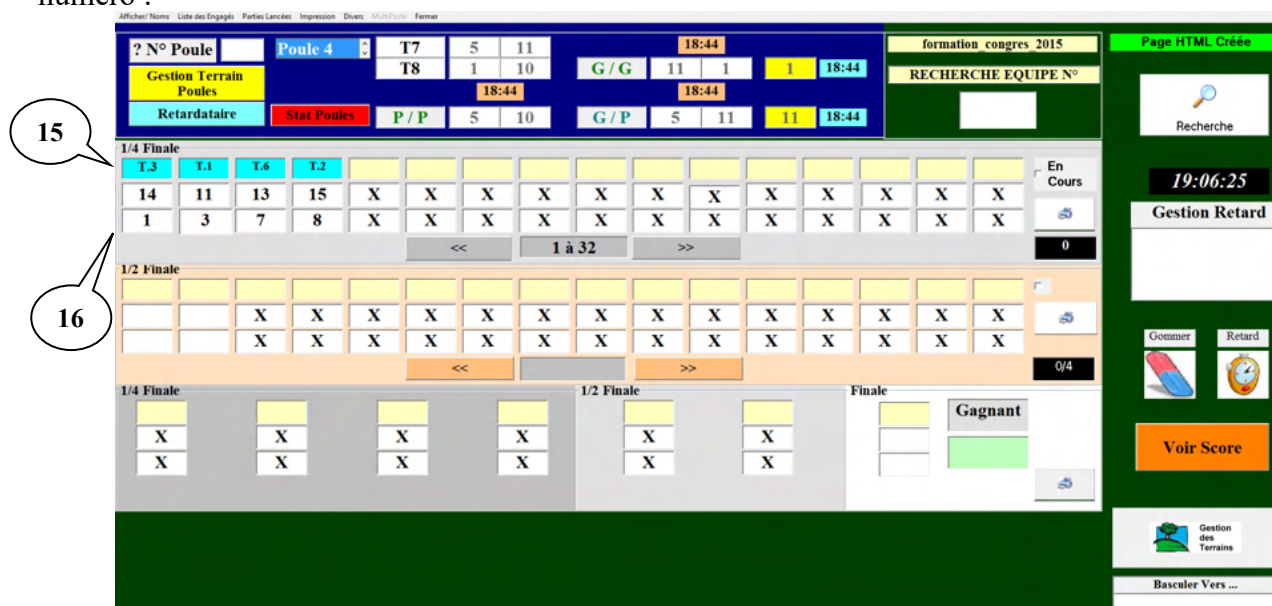 numéro :
Afficher/ Noms Liste des Engagés Parties Lancées Impression Divers MultiPoste Fermer
? N° Poule Poule 4 T7 5 11 18:44 formation_congres_2015 Page HTML Créée
Gestion Terrain Poules T8 1 10 G / G 11 1 1 18:44 RECHERCHE EQUIPE N°
18:44 18:44
Retardataire Stat Poules P / P 5 10 G / P 5 11 11 18:44 Recherche
15
1/4 Finale
T.3 T.1 T.6 T.2 En Cours
14 11 13 15 X X X X X X X X X X X X 19:06:25
1 3 7 8 X X X X X X X X X X X X Gestion Retard
<< 1 à 32 >> 0
1/2 Finale
16
X X X X X X X X X X X X X X
X X X X X X X X X X X X X X
Gommer Retard
<< >> 0/4
1/4 Finale 1/2 Finale Finale
Gagnant
X X X X X X
X X X X X X
Voir Score
Gestion
des
Terrains
Basculer Vers ...